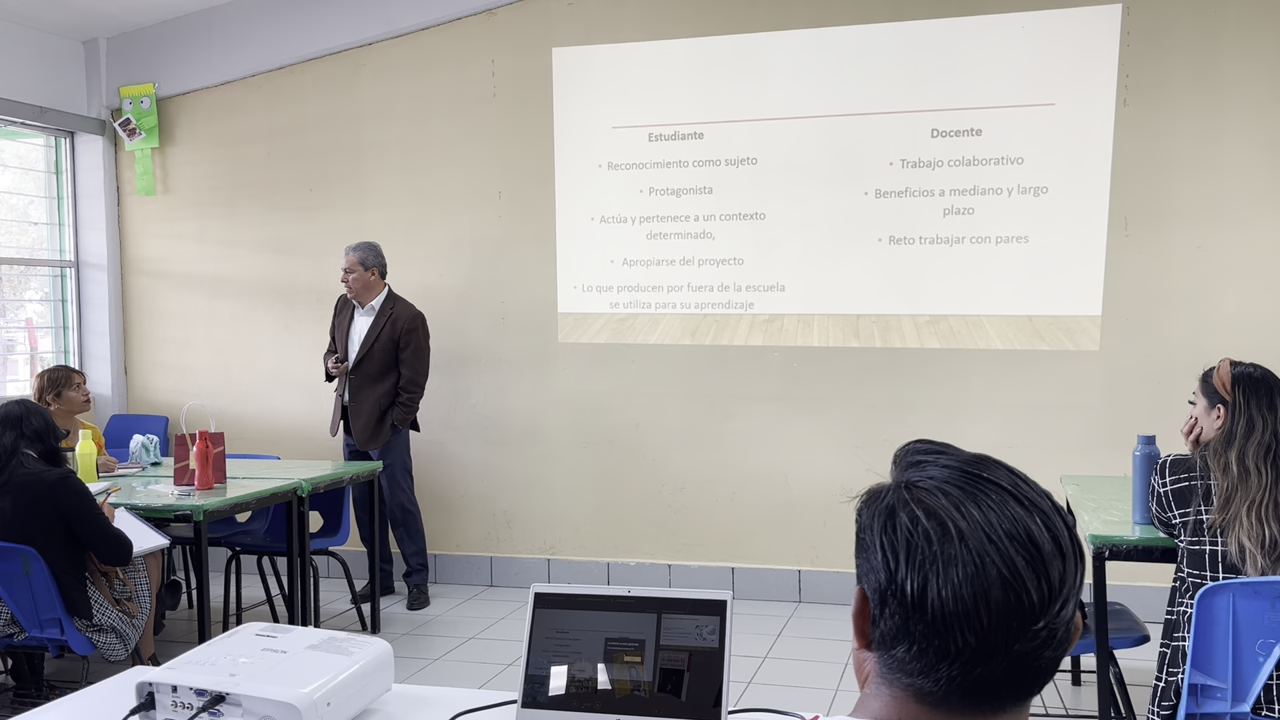 Estudiante
• Reconocimiento como sujeto
• Protagonista
• Actúa y pertenece a un contexto
determinado,
• Apropiarse del proyecto
• Lo que producen por fuera de la escuela
se utiliza para su aprendizaje
Docente
• Trabajo colaborativo
• Beneficios a mediano y largo
plazo
• Reto trabajar con pares
EPSON